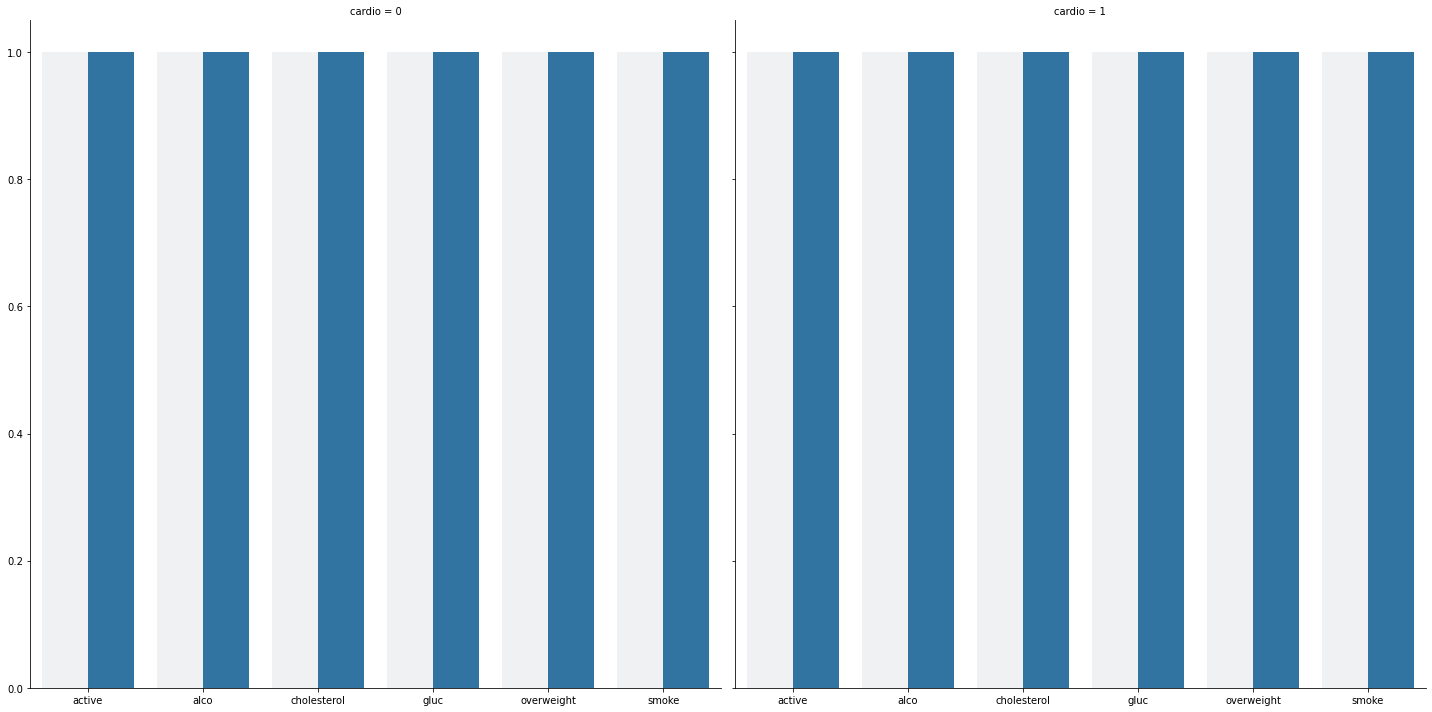 cardio = 0
cardio = 1
1.0
0.8
0.6
0.4
0.2
0.0
active alco cholesterol gluc overweight smoke
active alco cholesterol gluc overweight smoke